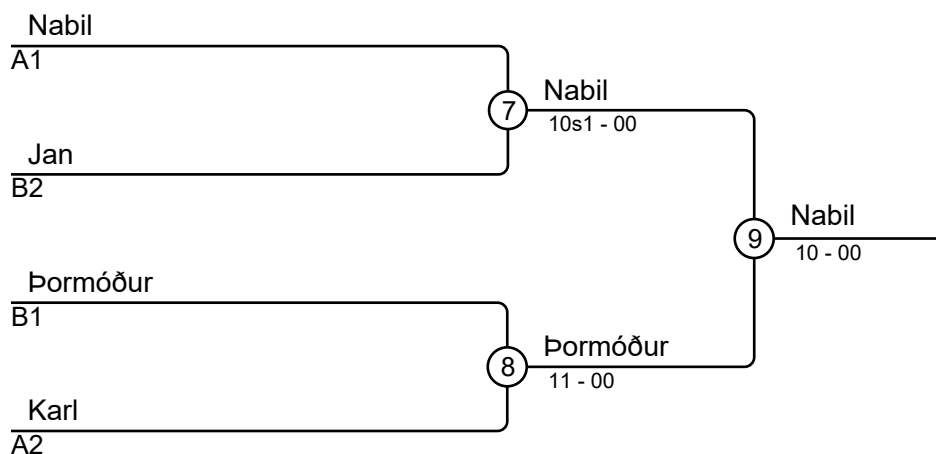 Nabil
A1
7
Nabil
10s1 - 00
Jan
B2
9
Nabil
10 - 00
Þormóður
B1
8
Þormóður
11 - 00
Karl
A2